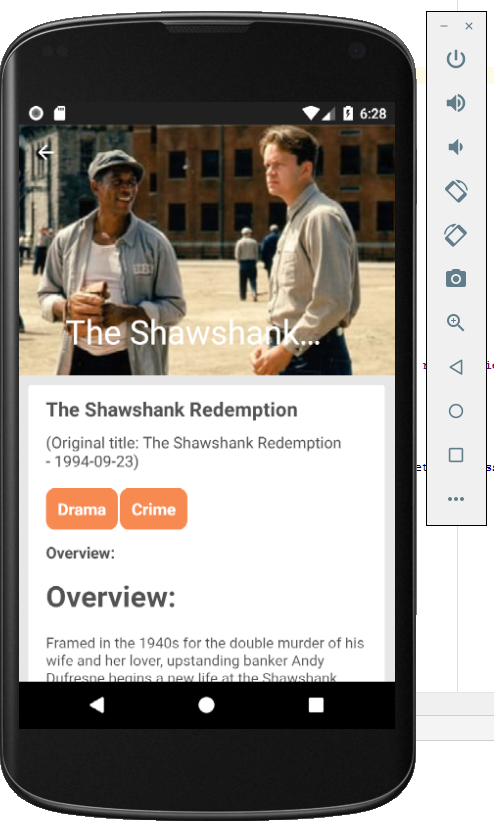 6:28
The Shawshank...
The Shawshank Redemption
(Original title: The Shawshank Redemption
- 1994-09-23)
Drama Crime
Overview:
Overview:
Framed in the 1940s for the double murder of his
wife and her lover, upstanding banker Andy
Dufresne begins a new life at the Shawshank